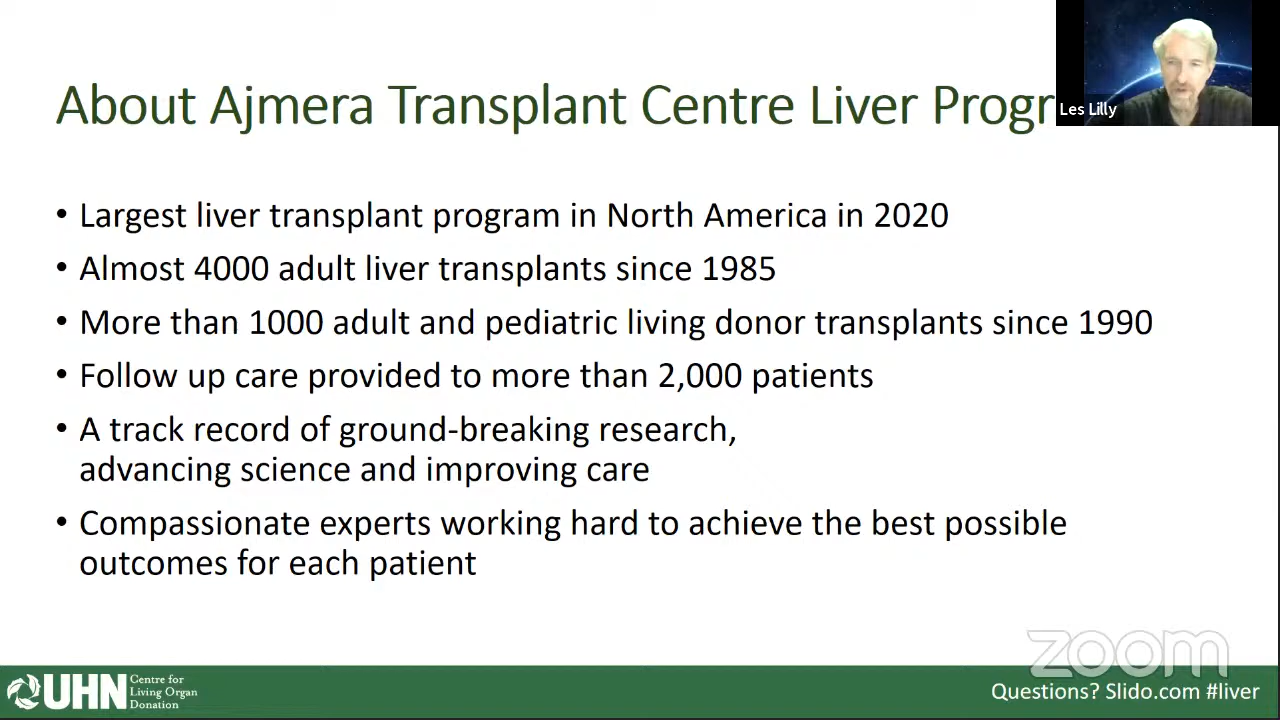 About Ajmera Transplant Centre Liver Progr
Les Lilly
• Largest liver transplant program in North America in 2020
• Almost 4000 adult liver transplants since 1985
• More than 1000 adult and pediatric living donor transplants since 1990
• Follow up care provided to more than 2,000 patients
• A track record of ground-breaking research,
advancing science and improving care
• Compassionate experts working hard to achieve the best possible
outcomes for each patient
zoom
UHN
Centre for
Living Organ
Donation
Questions? Slido.com #liver